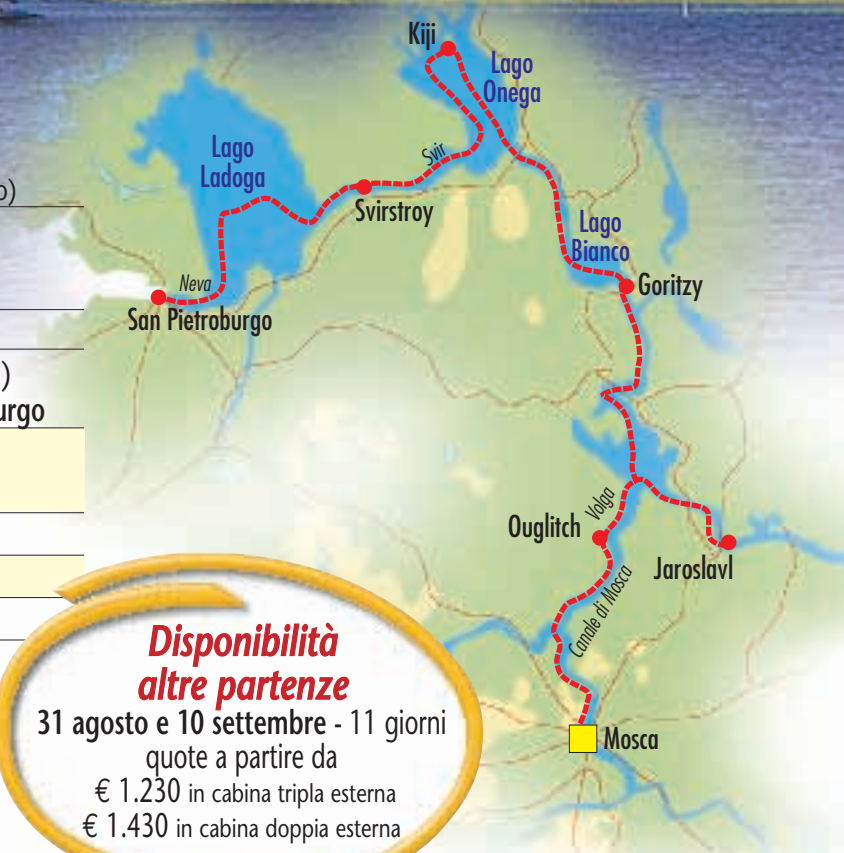 Kiji
Lago
Onega
Lago
Ladoga
Svir
Svirstroy
Lago
Bianco
Goritzy
Neva
San Pietroburgo
Volga
Ouglitch
Jaroslavl
Canale di Mosca
Mosca
Disponibilità
altre partenze
31 agosto e 10 settembre - 11 giorni
quote a partire da
€ 1.230 in cabina tripla esterna
€ 1.430 in cabina doppia esterna